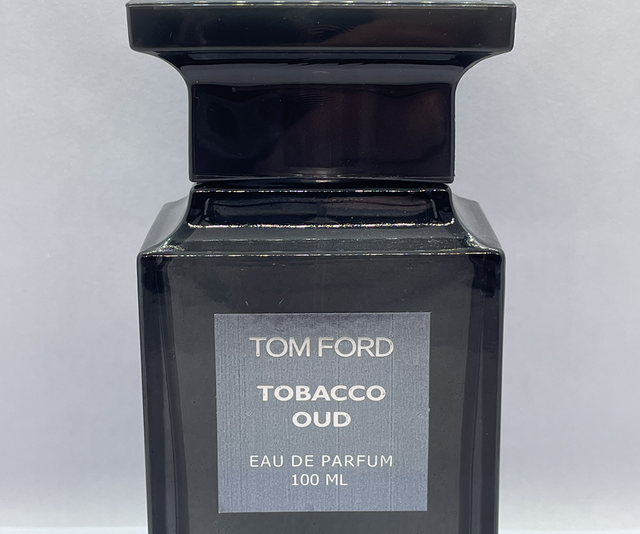 TOM FORD
TOBACCO
OUD
EAU DE PARFUM
100 ML